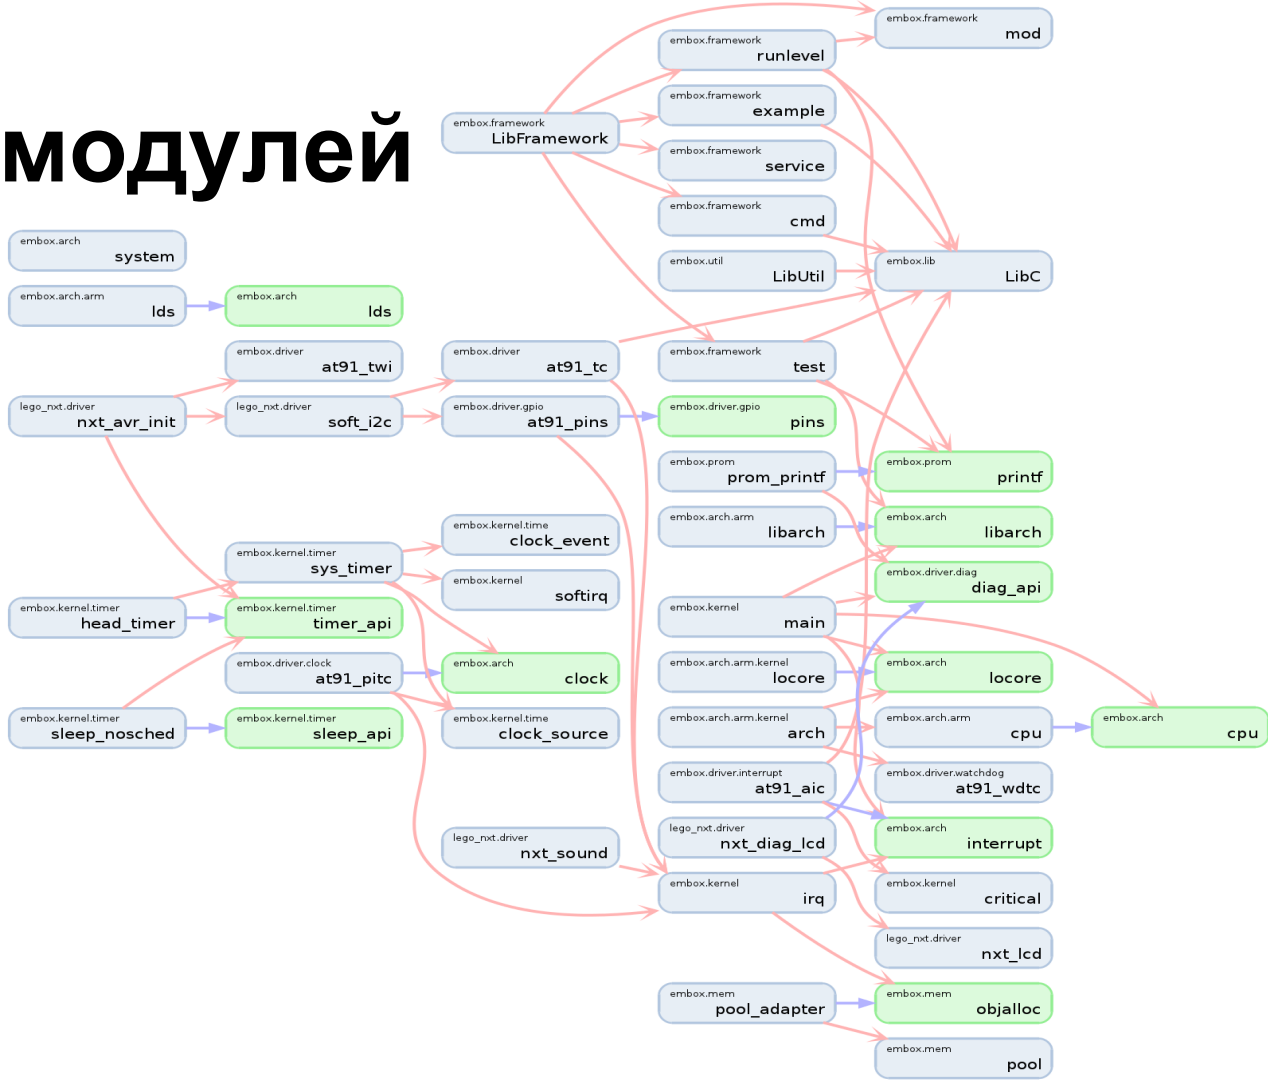 модулей
embox.arch
system
embox.arch.arm
lds
lego_nxt.driver
nxt_avr_init
embox.kernel.timer
head_timer
embox.kernel.timer
sleep_nosched
embox.arch
lds
embox.driver
at91_twi
lego_nxt.driver
soft_i2c
embox.kernel.timer
sys_timer
embox.kernel.timer
timer_api
embox.driver.clock
at91_pitc
embox.kernel.timer
sleep_api
embox.framework
LibFramework
embox.driver
at91_tc
embox.driver.gpio
at91_pins
embox.kernel.time
clock_event
embox.kernel
softirq
embox.arch
clock
embox.kernel.time
clock_source
lego_nxt.driver
nxt_sound
embox.framework
runlevel
embox.framework
example
embox.framework
service
embox.framework
cmd
embox.util
LibUtil
embox.framework
test
embox.driver.gpio
pins
embox.prom
prom_printf
embox.arch.arm
libarch
embox.kernel
main
embox.arch.arm.kernel
locore
embox.arch.arm.kernel
arch
embox.driver.interrupt
at91_aic
lego_nxt.driver
nxt_diag_lcd
embox.kernel
irq
embox.mem
pool_adapter
embox.framework
mod
embox.lib
LibC
embox.prom
printf
embox.arch
libarch
embox.driver.diag
diag_api
embox.arch
locore
embox.arch.arm
cpu
embox.driver.watchdog
at91_wdtc
embox.arch
interrupt
embox.kernel
critical
lego_nxt.driver
nxt_lcd
embox.mem
objalloc
embox.mem
pool
embox.arch
cpu